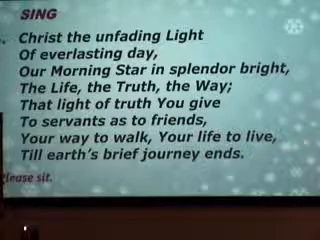 SING
Christ the unfading Light
Of everlasting day,
Our Morning Star in splendor bright,
The Life, the Truth, the Way;
That light of truth You give
To servants as to friends,
Your way to walk, Your life to live,
Till earth's brief journey ends.
lease sit.